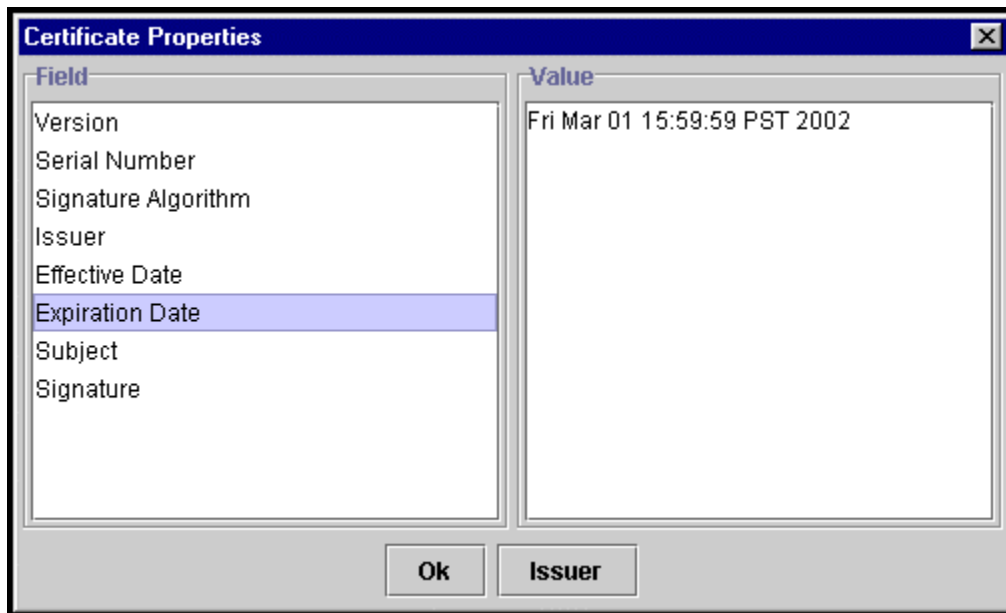 Certificate Properties
Field
Version
Serial Number
Signature Algorithm
Issuer
Effective Date
Expiration Date
Subject
Signature
Value
Fri Mar 01 15:59:59 PST 2002
Ok
Issuer